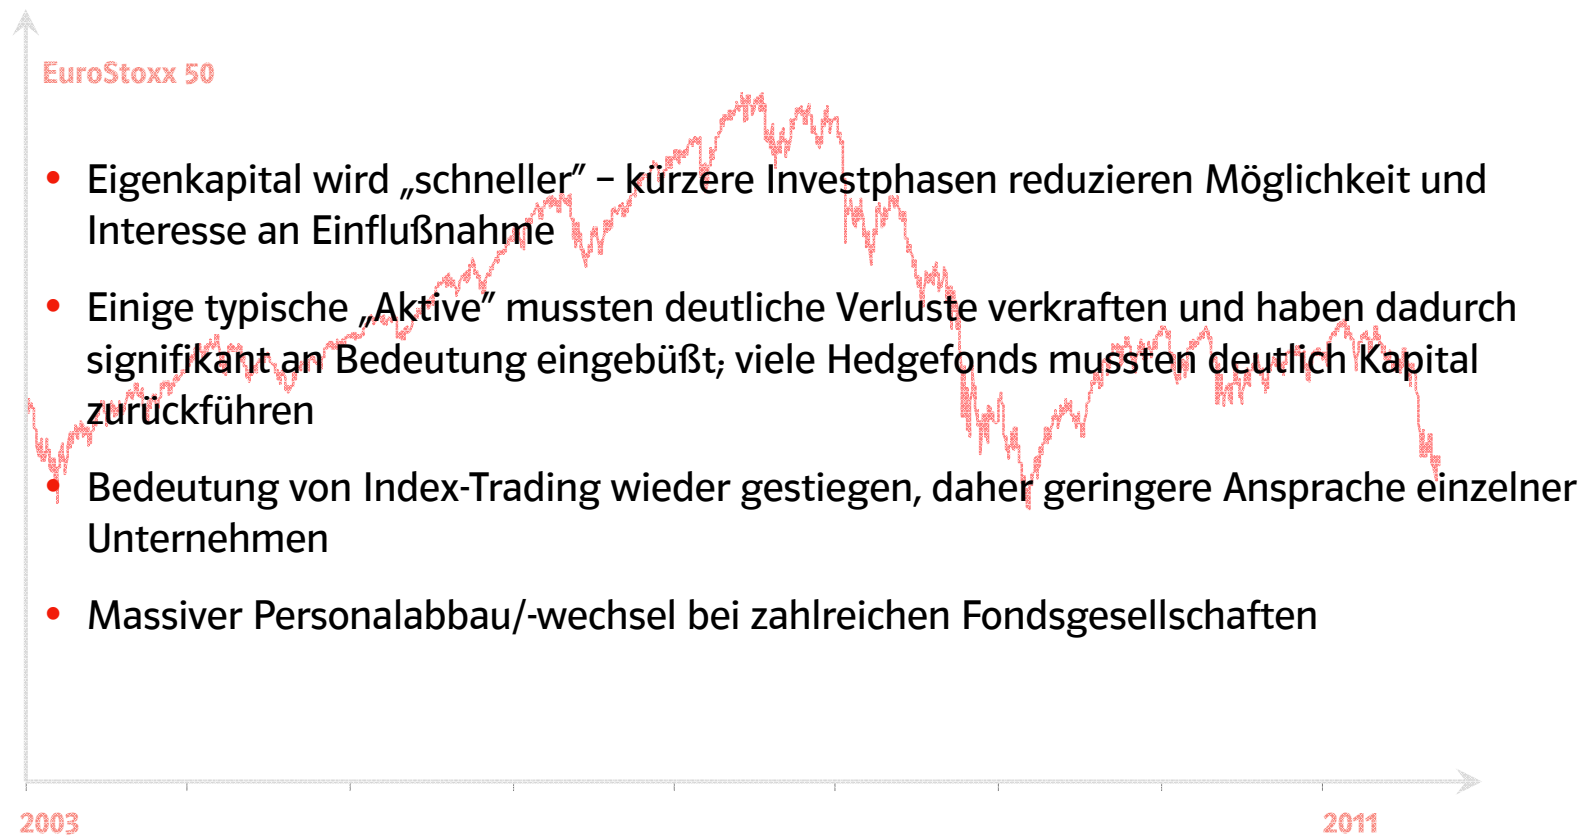 EuroStoxx 50
• Eigenkapital wird „schneller” – kürzere Investphasen reduzieren Möglichkeit und
Interesse an Einflußnahme
• Einige typische „Aktive” mussten deutliche Verluste verkraften und haben dadurch
signifikant an Bedeutung eingebüßt; viele Hedgefonds mussten deutlich Kapital
zurückführen
• Bedeutung von Index-Trading wieder gestiegen, daher geringere Ansprache einzelner
Unternehmen
• Massiver Personalabbau/-wechsel bei zahlreichen Fondsgesellschaften
2003 2011